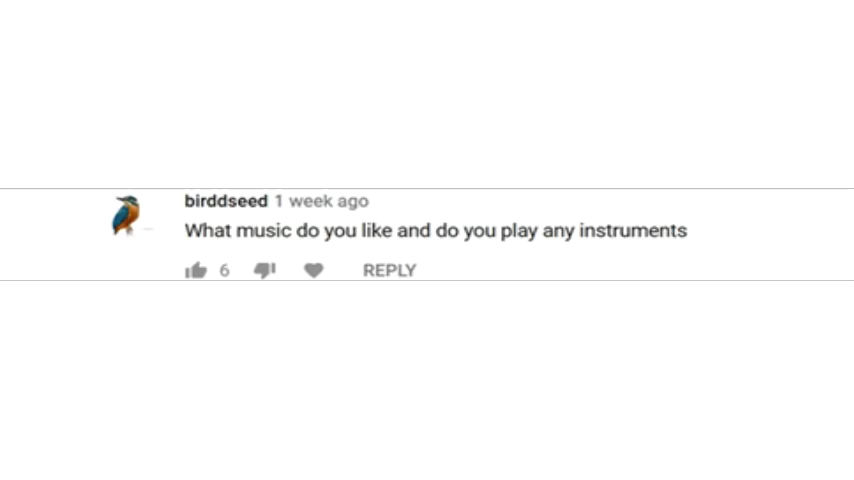 birddseed 1 week ago
What music do you like and do you play any instruments
6 REPLY